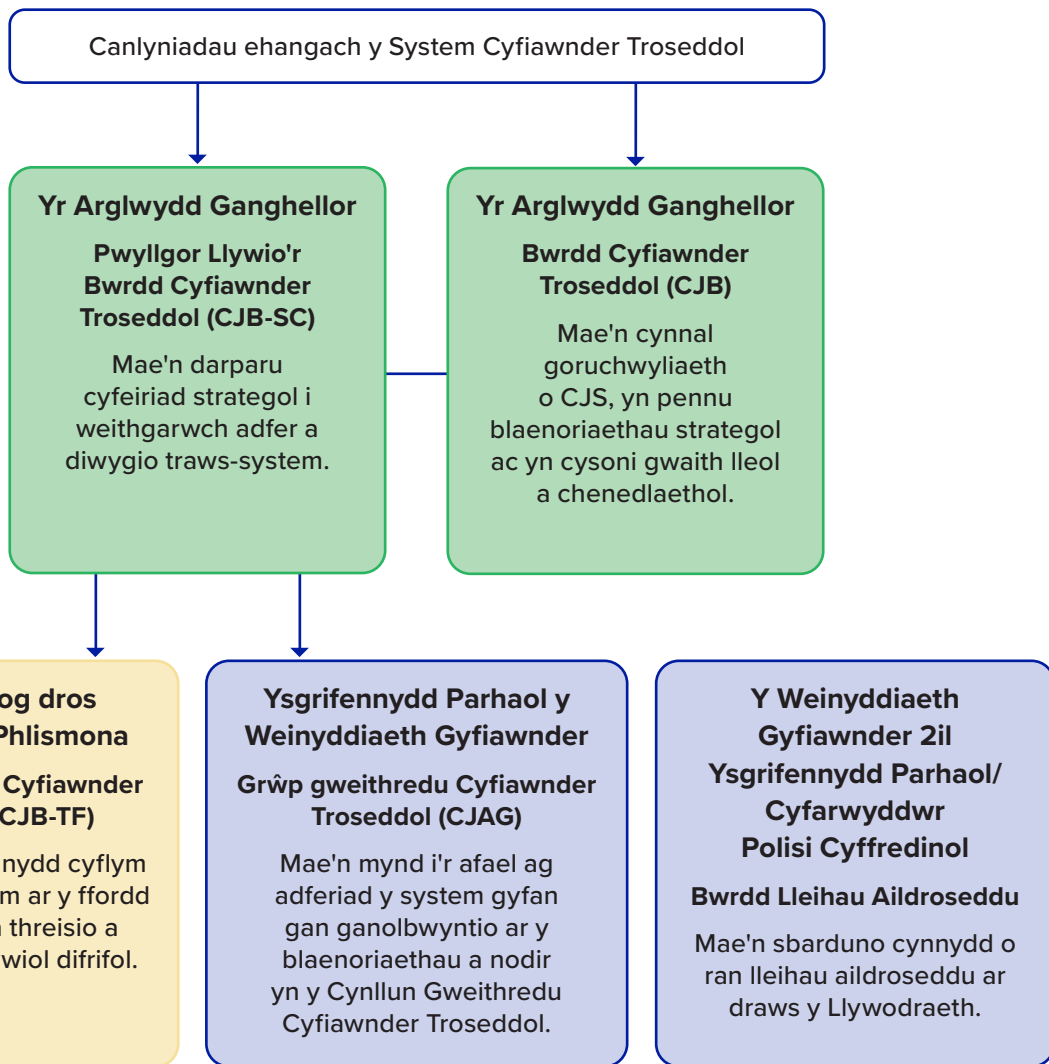 Canlyniadau ehangach y System Cyfiawnder Troseddol
Yr Arglwydd Ganghellor
Pwyllgor Llywio'r
Bwrdd Cyfiawnder
Troseddol (CJB-SC)
Mae'n darparu
cyfeiriad strategol i
weithgarwch adfer a
diwygio traws-system.
Yr Arglwydd Ganghellor
Bwrdd Cyfiawnder
Troseddol (CJB)
Mae'n cynnal
goruchwyliaeth
o CJS, yn pennu
blaenoriaethau strategol
ac yn cysoni gwaith lleol
a chenedlaethol.
dros
Phlismona
Cyfiawnder
CJB-TF)
cyflym
ar y ffordd
threisio a
difrifol.
Ysgrifennydd Parhaol y
Weinyddiaeth Gyfiawnder
Grŵp gweithredu Cyfiawnder
Troseddol (CJAG)
Mae'n mynd i'r afael ag
adferiad y system gyfan
gan ganolbwyntio ar y
blaenoriaethau a nodir
yn y Cynllun Gweithredu
Cyfiawnder Troseddol.
Y Weinyddiaeth
Gyfiawnder 2il
Ysgrifennydd Parhaol/
Cyfarwyddwr
Polisi Cyffredinol
Bwrdd Lleihau Aildroseddu
Mae'n sbarduno cynnydd o
ran lleihau aildroseddu ar
draws y Llywodraeth.